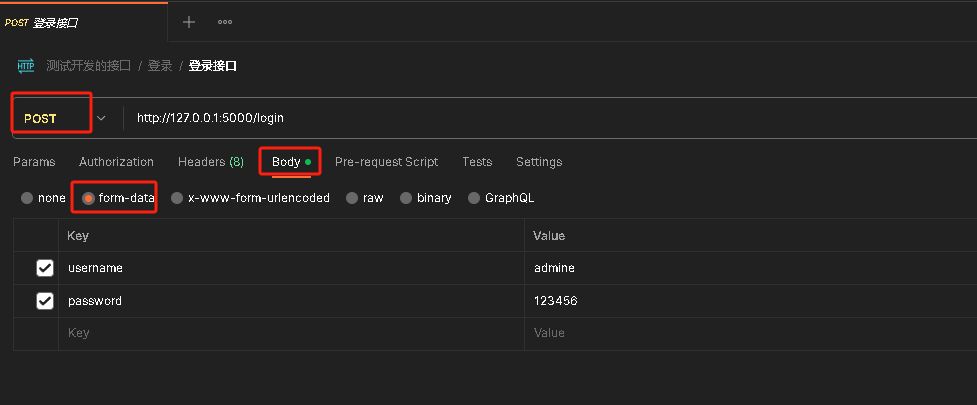 POST 登录接口
HTTP 测试开发的接口 / 登录 / 登录接口
POST http://127.0.0.1:5000/login
Params Authorization Headers (8) Body Pre-request Script Tests Settings
none form-data x-www-form-urlencoded raw binary GraphQL
Key Value
username admine
password 123456
Key Value